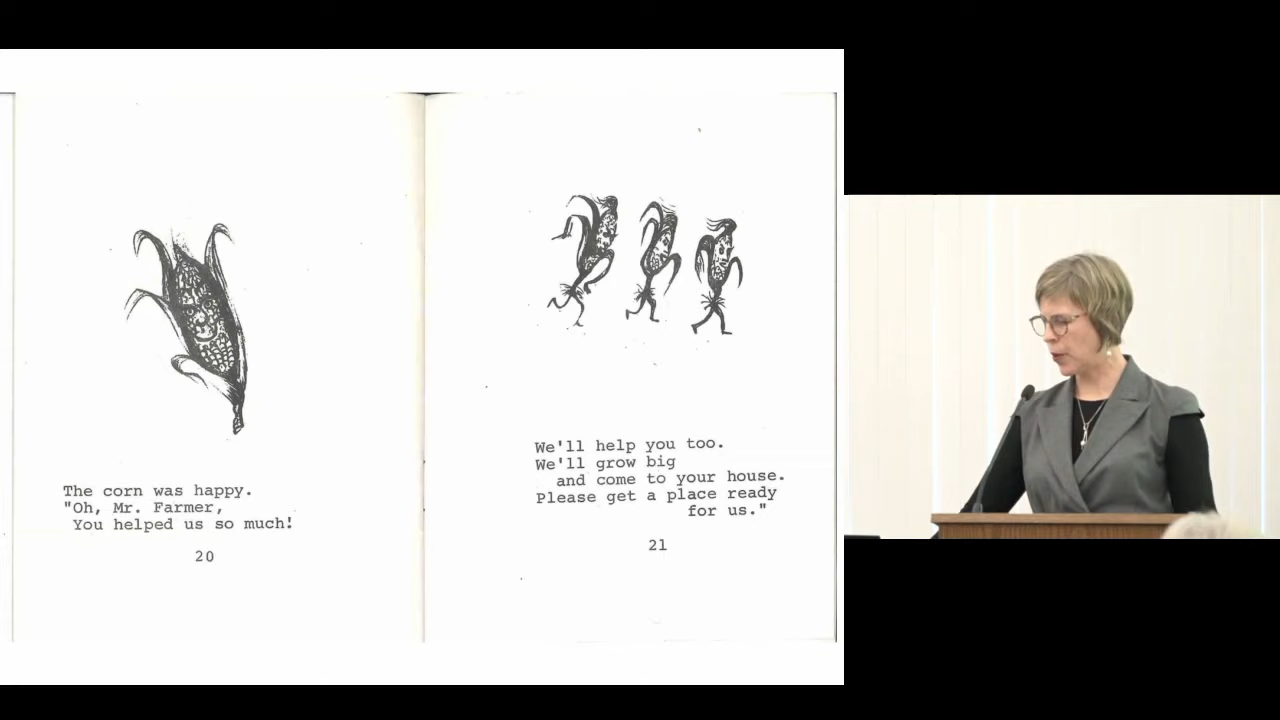 The corn was happy.
"Oh, Mr. Farmer,
You helped us so much!
20
We'll help you too.
We'll grow big
and come to your house.
Please get a place ready
for us."
21